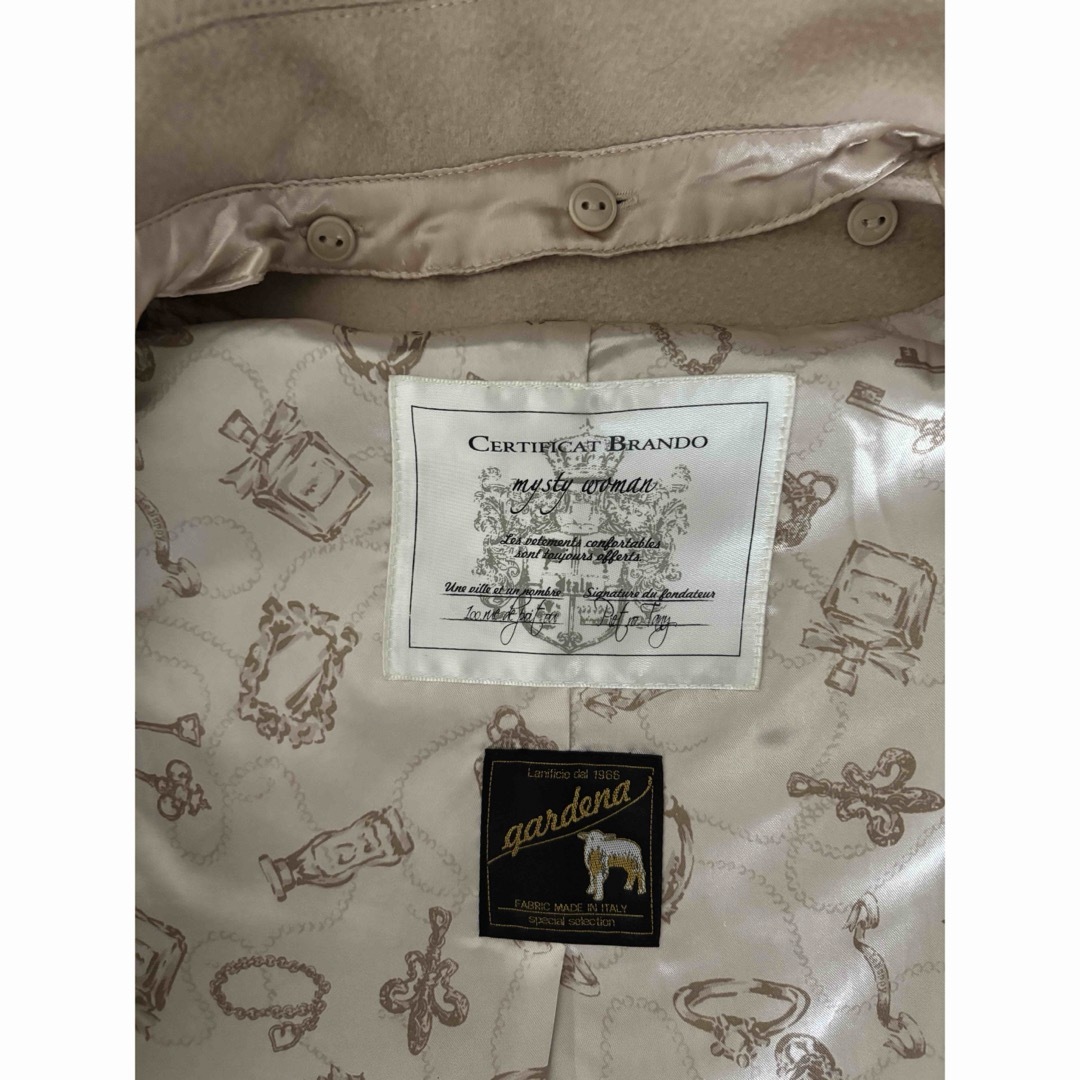 CERTIFICAT BRANDO
mysty woman
Les vetements confortables
sont toujours offerts.
Italy
Une ville et un nombre Signature du fondateur
Lanificio dal 1966
gardena
FABRIC MADE IN ITALY
special selection